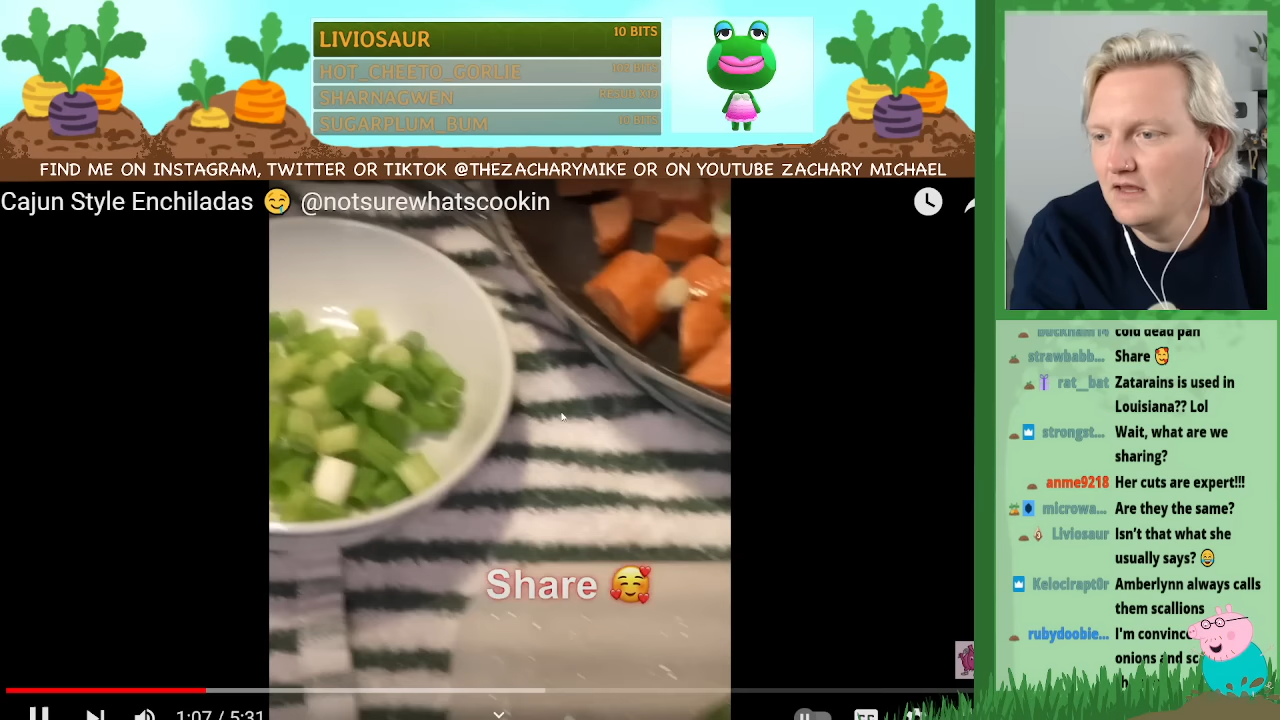 LIVIOSAUR 10 BITS
HOT_CHEETO_GORLIE 100 BITS
SHARNAGWEN
SUGARPLUM_BUM 10 BITS
FIND ME ON INSTAGRAM, TWITTER OR TIKTOK @THEZACHARYMIKE OR ON YOUTUBE ZACHARY MICHAEL
Cajun Style Enchiladas 🤤 @notsurewhatscookin
Share 🥰
1:07 / 5:31
cold dead pan
strawbabb... Share 🥰
rat__bat Zatarains is used in
Louisiana?? Lol
strongst... Wait, what are we
sharing?
anme9218 Her cuts are expert!!!
microwa... Are they the same?
Liviosaur Isn't that what she
usually says? 😂
Kelocirapt0r Amberlynn always calls
them scallions
rubydoobie... I'm
onions and